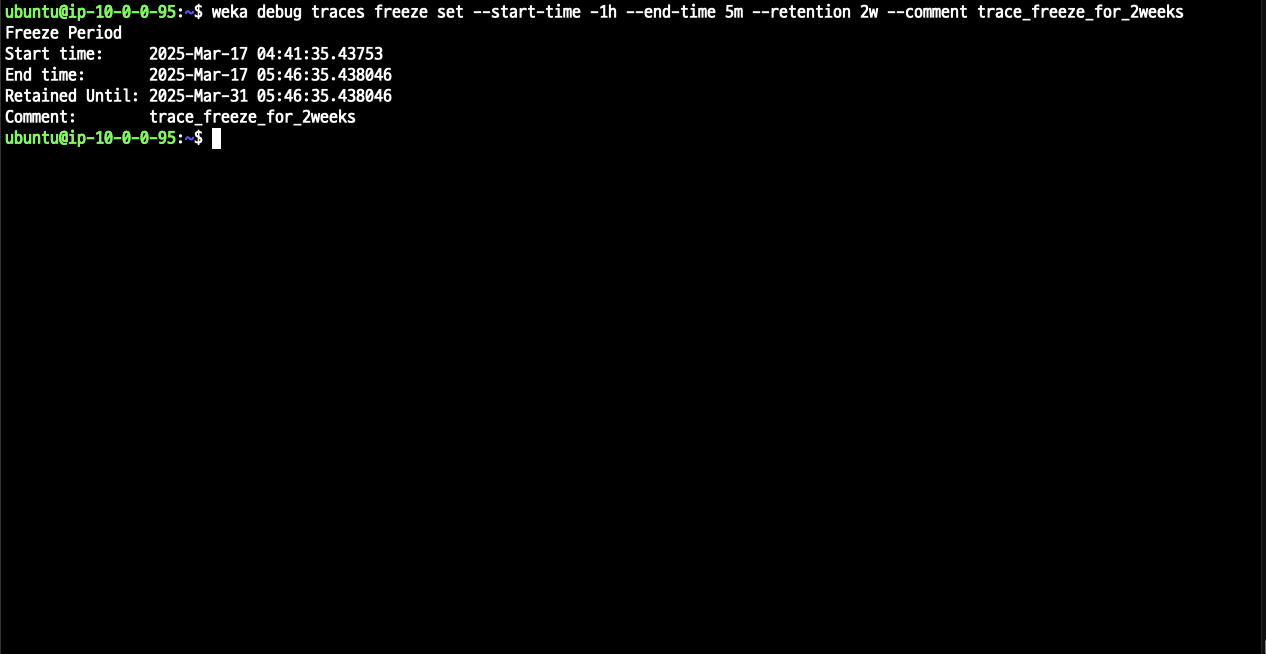 ubuntu@ip-10-0-0-95:~$ weka debug traces freeze set --start-time -1h --end-time 5m --retention 2w --comment trace_freeze_for_2weeks
Freeze Period
Start time:     2025-Mar-17 04:41:35.43753
End time:       2025-Mar-17 05:46:35.438046
Retained Until: 2025-Mar-31 05:46:35.438046
Comment:        trace_freeze_for_2weeks
ubuntu@ip-10-0-0-95:~$